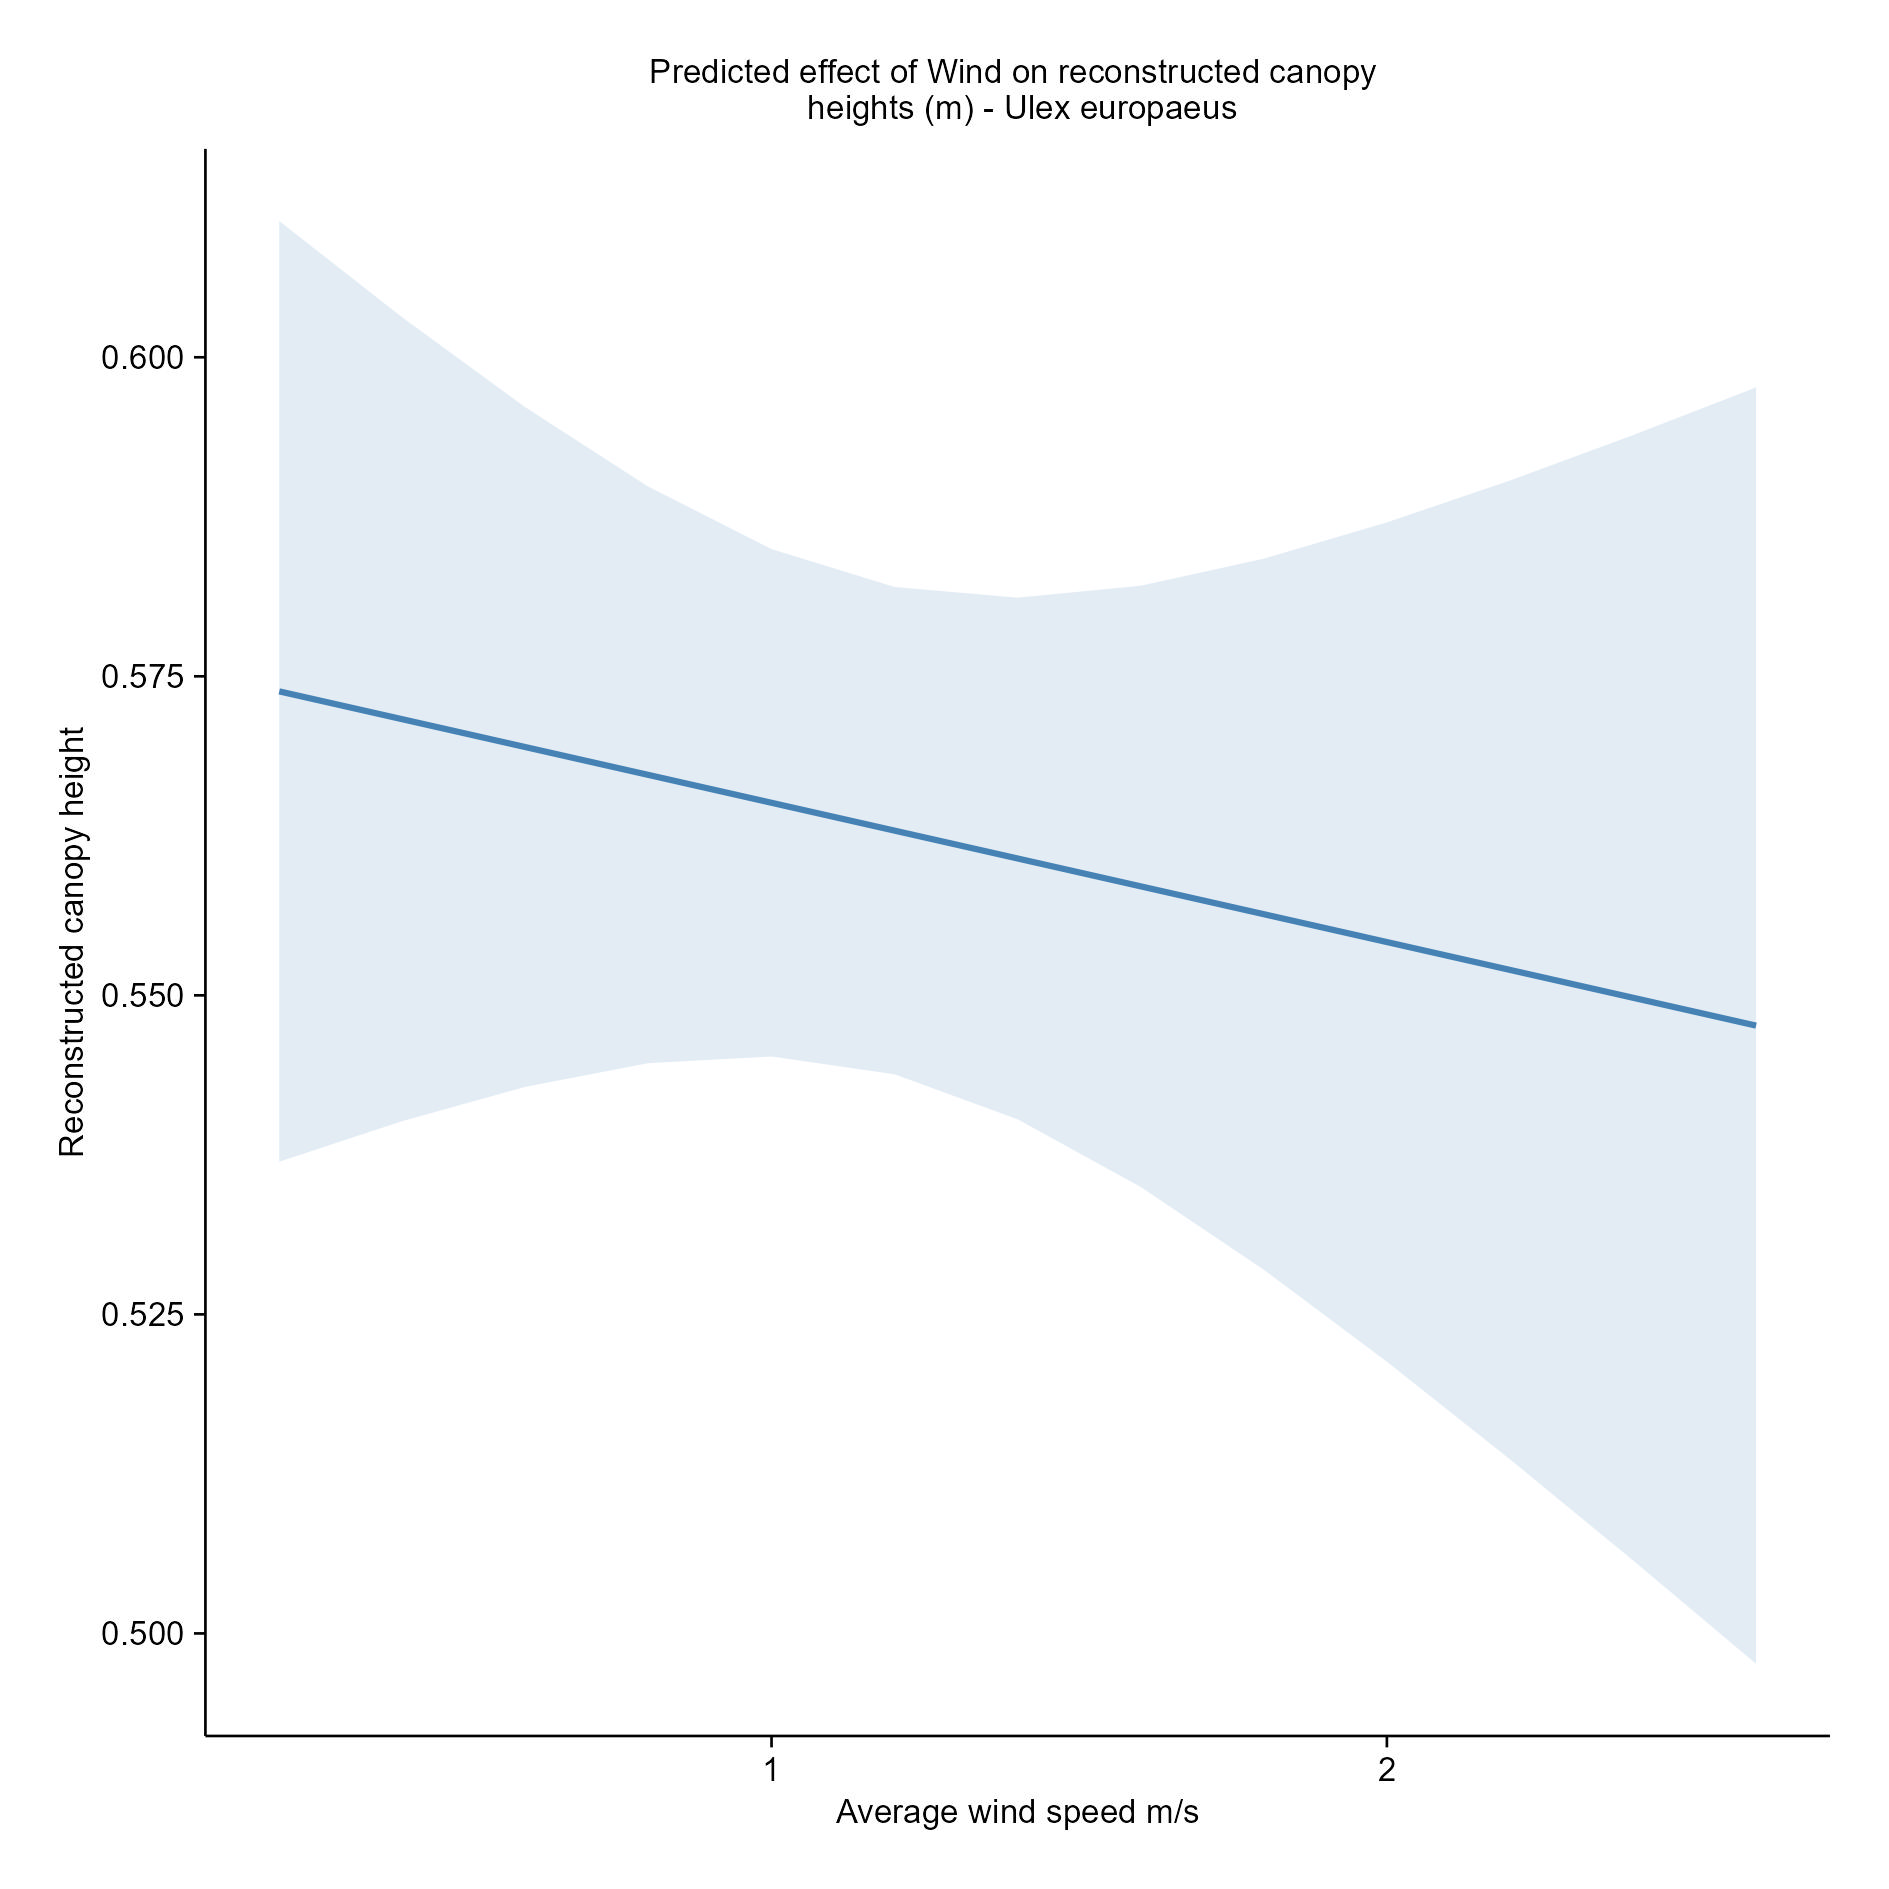 Predicted effect of Wind on reconstructed canopy
heights (m) - Ulex europaeus
Reconstructed canopy height
0.600
0.575
0.550
0.525
0.500
1
2
Average wind speed m/s